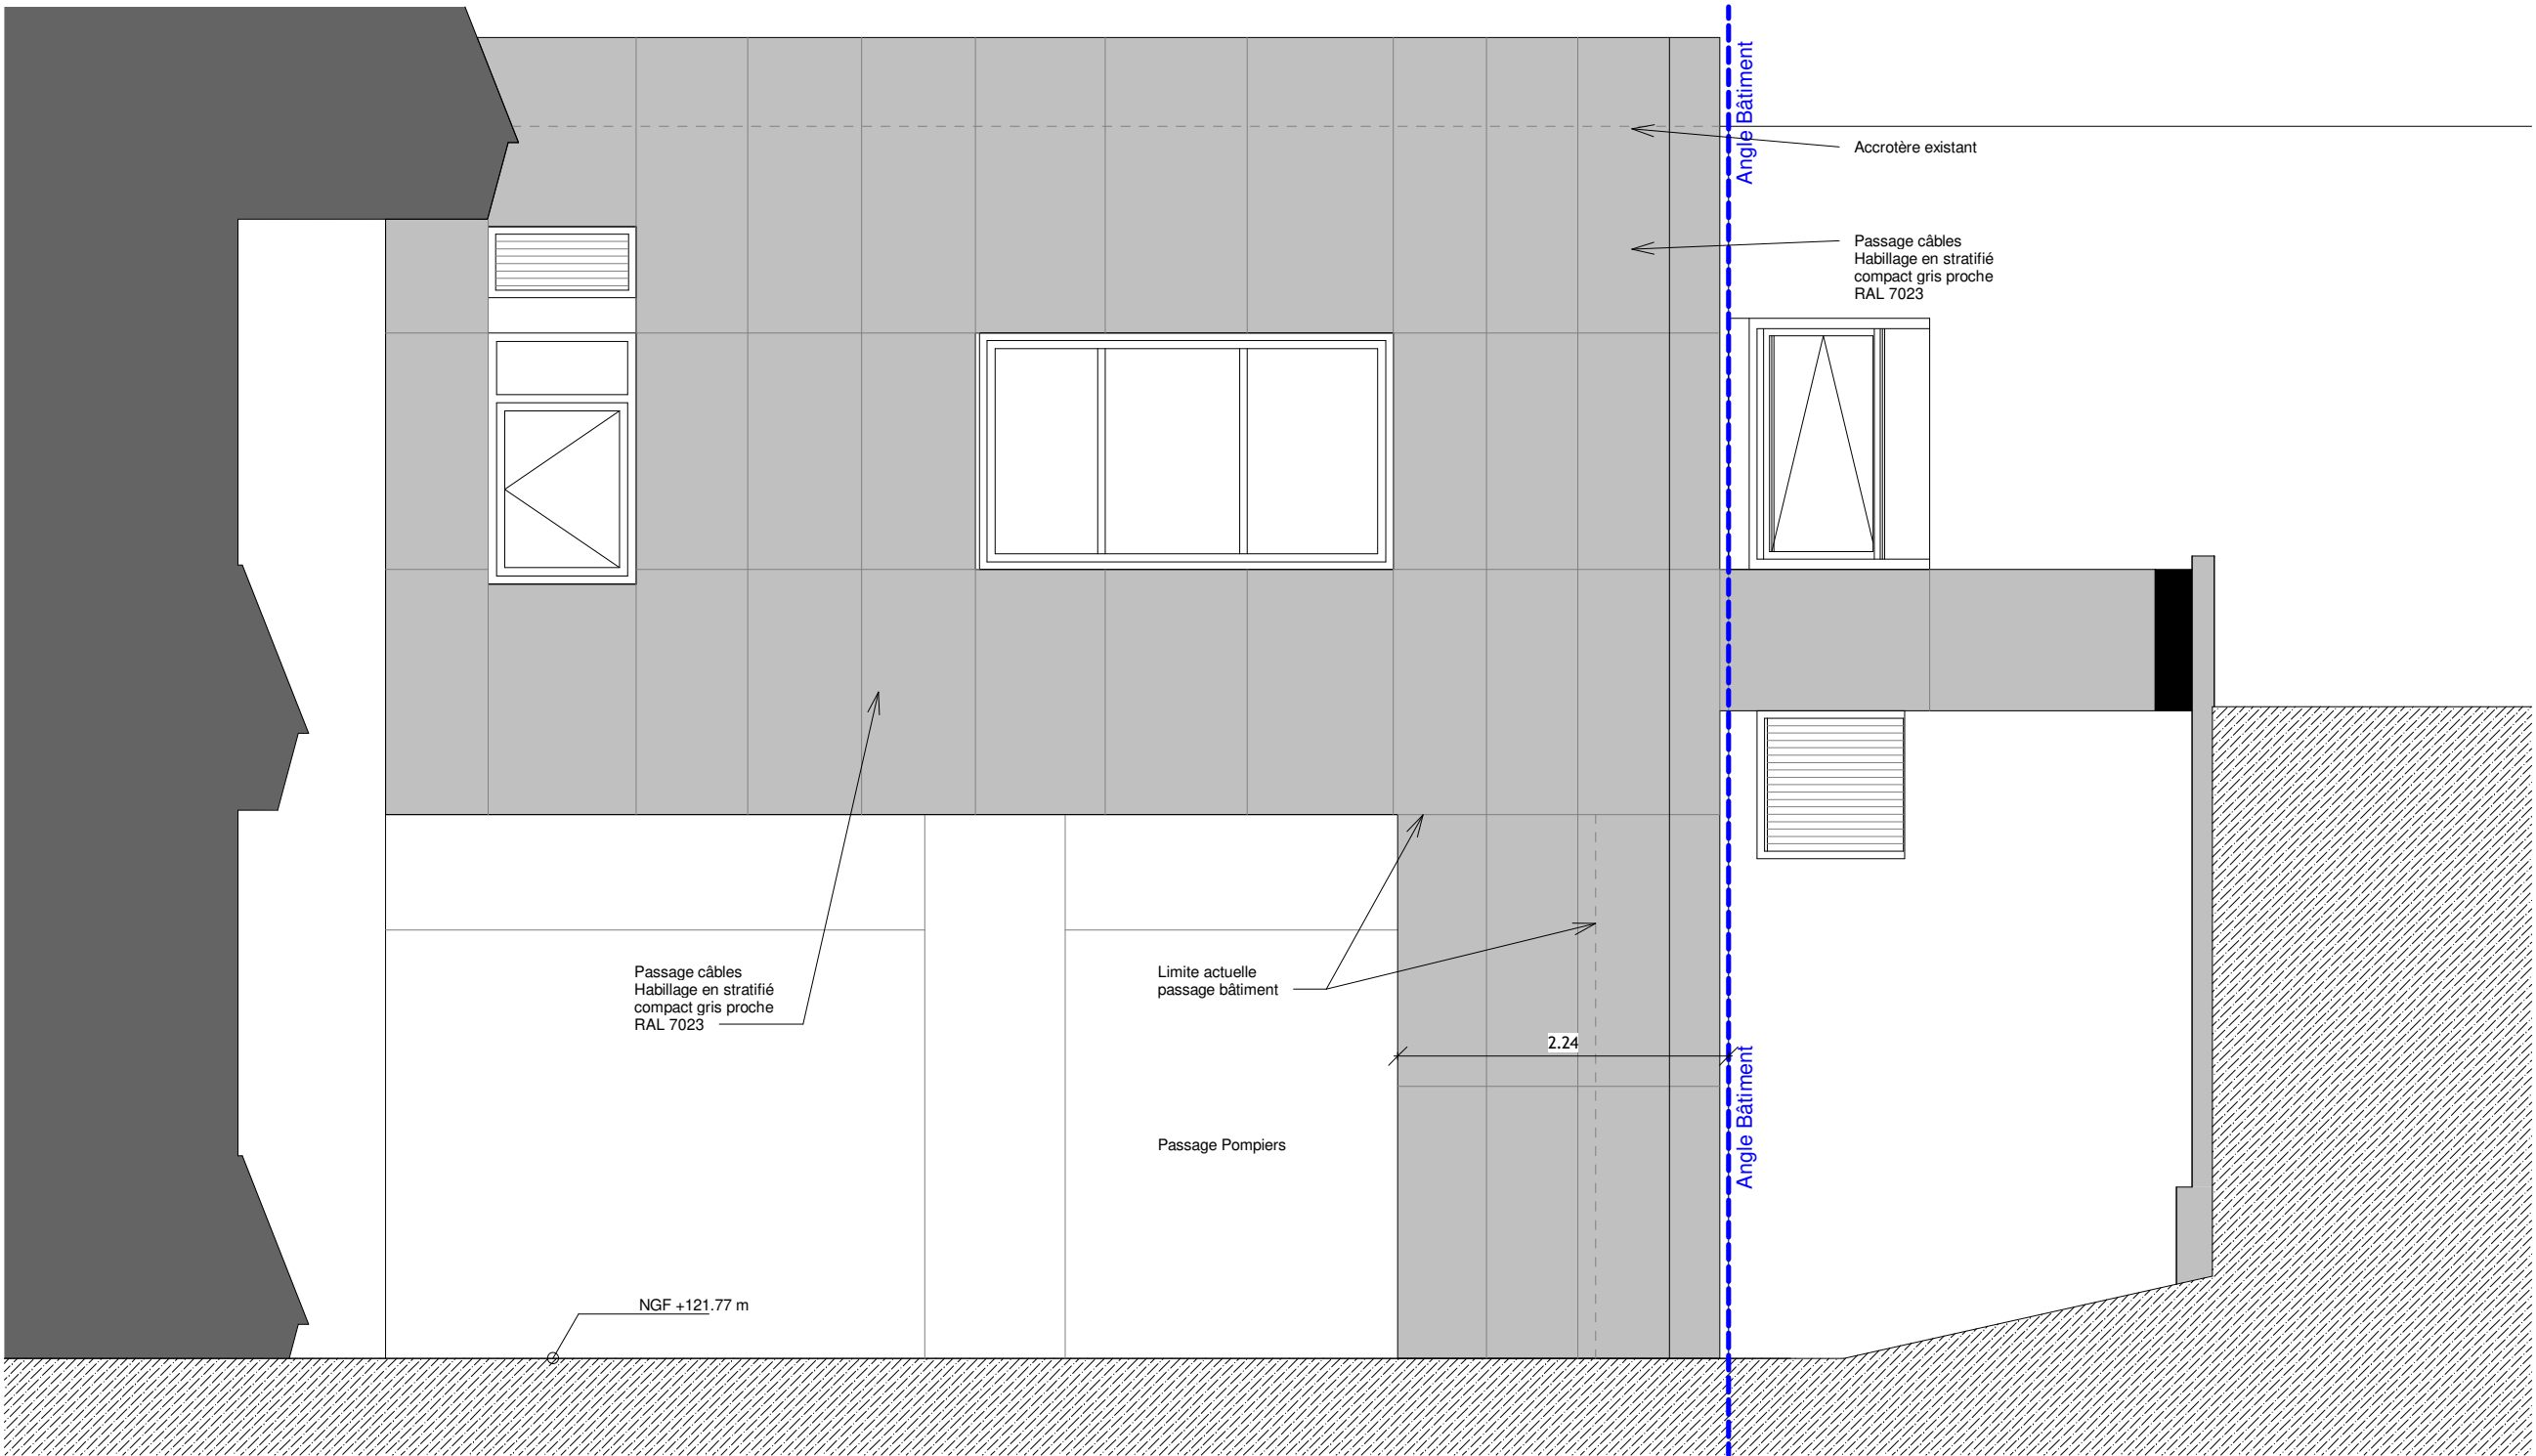 Angle Bâtiment
Accrotère existant
Passage câbles
Habillage en stratifié
compact gris proche
RAL 7023
Passage câbles
Habillage en stratifié
compact gris proche
RAL 7023
Limite actuelle
passage bâtiment
2.24
Angle Bâtiment
Passage Pompiers
NGF +121.77 m